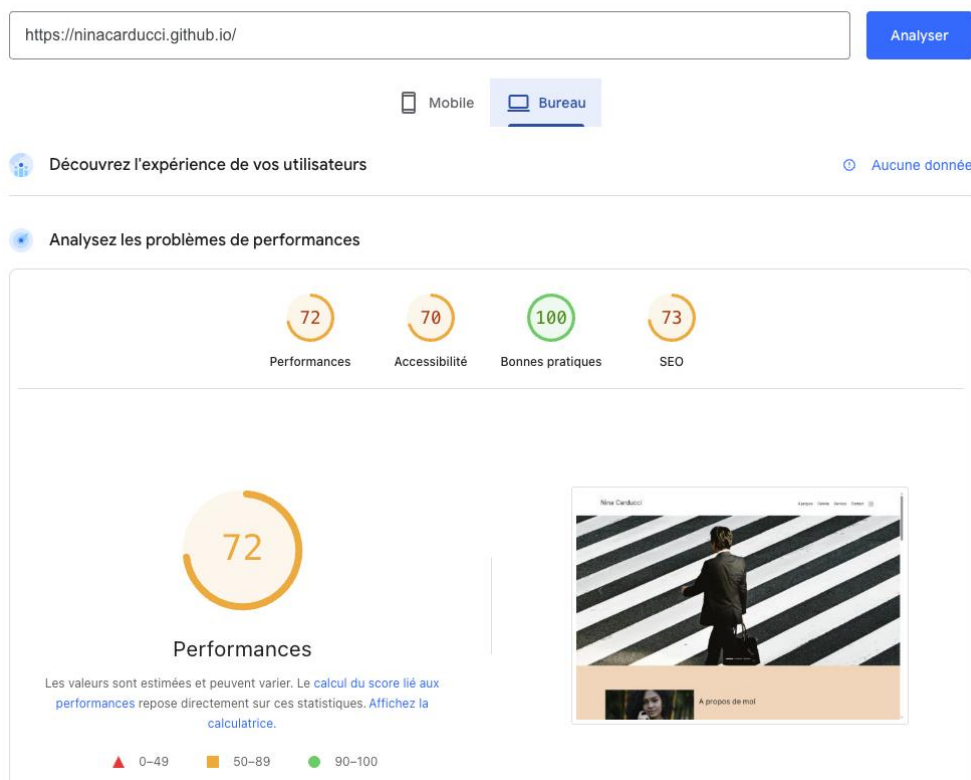 https://ninacarducci.github.io/
Analyser
Mobile
Bureau
Découvrez l'expérience de vos utilisateurs
Aucune donnée
Analysez les problèmes de performances
72
70
100
73
Performances
Accessibilité
Bonnes pratiques
SEO
72
Performances
Les valeurs sont estimées et peuvent varier. Le calcul du score lié aux
performances repose directement sur ces statistiques. Affichez la
calculatrice.
0–49
50–89
90–100
Nina Carducci
A propos de moi